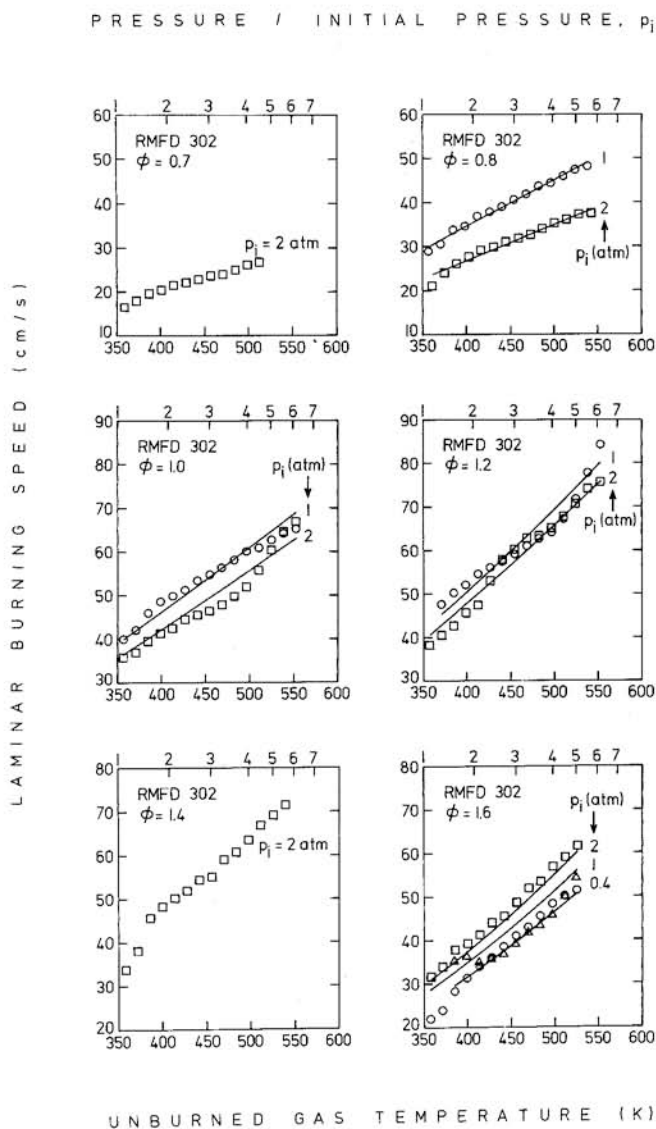 PRESSURE / INITIAL PRESSURE, pi
1 2 3 4 5 6 7
60
50
40
30
20
10
RMFD 302
ϕ = 0.7
pi = 2 atm
350 400 450 500 550 600
1 2 3 4 5 6 7
60
50
40
30
20
10
RMFD 302
ϕ = 0.8
1
2
pi (atm)
350 400 450 500 550 600
LAMINAR BURNING SPEED (cm/s)
1 2 3 4 5 6 7
90
80
70
60
50
40
30
RMFD 302
ϕ = 1.0
pi (atm)
1
2
350 400 450 500 550 600
1 2 3 4 5 6 7
90
80
70
60
50
40
30
RMFD 302
ϕ = 1.2
1
2
pi (atm)
350 400 450 500 550 600
1 2 3 4 5 6 7
80
70
60
50
40
30
20
RMFD 302
ϕ = 1.4
pi = 2 atm
350 400 450 500 550 600
1 2 3 4 5 6 7
80
70
60
50
40
30
20
RMFD 302
ϕ = 1.6
pi (atm)
2
1
0.4
350 400 450 500 550 600
UNBURNED GAS TEMPERATURE (K)